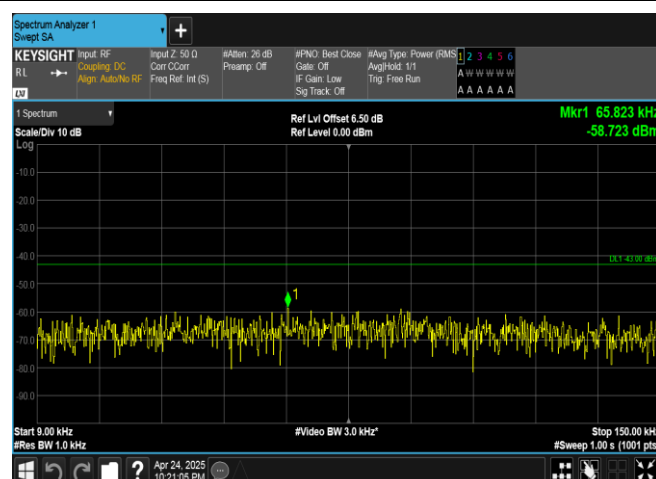 Spectrum Analyzer 1
Swept SA
+
KEYSIGHT Input: RF Input Z: 50 Ω #Atten: 26 dB #PNO: Best Close #Avg Type: Power (RMS 1 2 3 4 5 6
RL Coupling: DC Corr CCorr Preamp: Off Gate: Off Avg|Hold: 1/1 A W W W W W
Align: Auto/No RF Freq Ref: Int (S) IF Gain: Low Trig: Free Run
LXI Sig Track: Off A A A A A A
1 Spectrum Ref Lvl Offset 6.50 dB Mkr1 65.823 kHz
Scale/Div 10 dB Ref Level 0.00 dBm -58.723 dBm
Log
-10.0
-20.0
-30.0
-40.0
DL1 -43.00 dBm
-50.0
1
-60.0
-70.0
-80.0
-90.0
Start 9.00 kHz #Video BW 3.0 kHz* Stop 150.00 kHz
#Res BW 1.0 kHz #Sweep 1.00 s (1001 pts
? Apr 24, 2025
10:21:05 PM